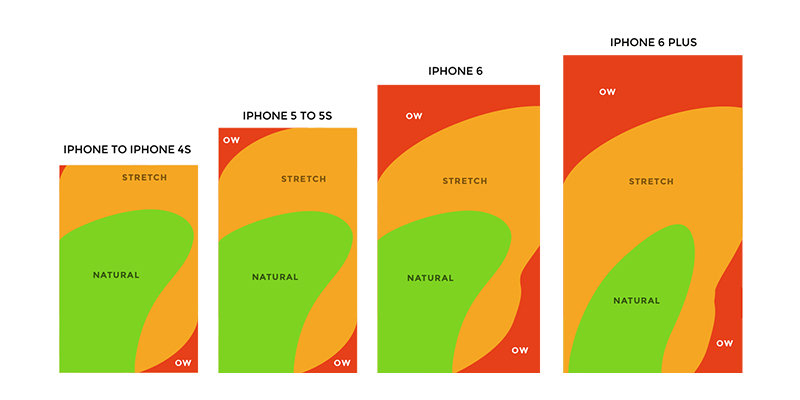 IPHONE TO IPHONE 4S
STRETCH
NATURAL
OW
IPHONE 5 TO 5S
OW
STRETCH
NATURAL
OW
IPHONE 6
OW
STRETCH
NATURAL
OW
IPHONE 6 PLUS
OW
STRETCH
NATURAL
OW